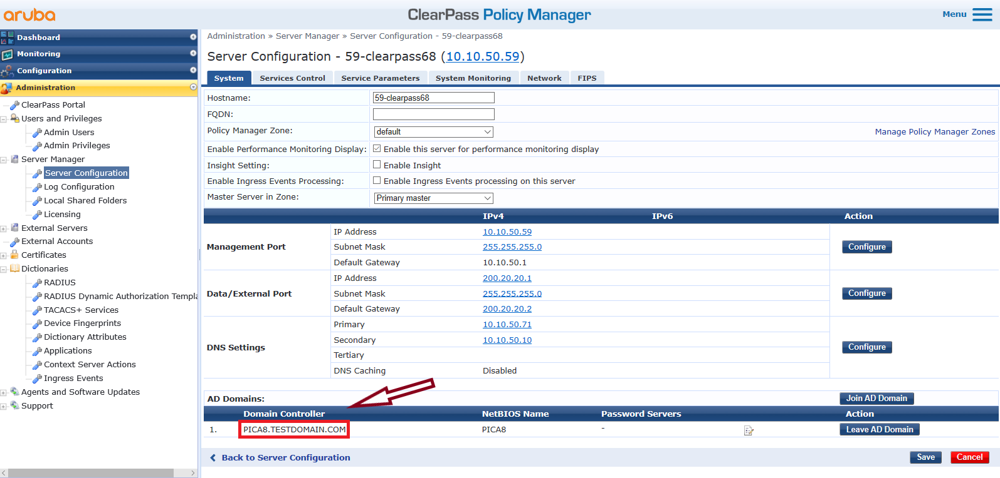 aruba
ClearPass Policy Manager
Menu
Dashboard
Monitoring
Configuration
Administration
ClearPass Portal
Users and Privileges
Admin Users
Admin Privileges
Server Manager
Server Configuration
Log Configuration
Local Shared Folders
Licensing
External Servers
External Accounts
Certificates
Dictionaries
RADIUS
RADIUS Dynamic Authorization Templa
TACACS+ Services
Device Fingerprints
Dictionary Attributes
Applications
Context Server Actions
Ingress Events
Agents and Software Updates
Support
Administration » Server Manager » Server Configuration - 59-clearpass68
Server Configuration - 59-clearpass68 (10.10.50.59)
System Services Control Service Parameters System Monitoring Network FIPS
Hostname: 59-clearpass68
FQDN:
Policy Manager Zone: default Manage Policy Manager Zones
Enable Performance Monitoring Display: Enable this server for performance monitoring display
Insight Setting: Enable Insight
Enable Ingress Events Processing: Enable Ingress Events processing on this server
Master Server in Zone: Primary master
IPv4 IPv6 Action
Management Port
IP Address 10.10.50.59
Subnet Mask 255.255.255.0
Default Gateway 10.10.50.1
Configure
Data/External Port
IP Address 200.20.20.1
Subnet Mask 255.255.255.0
Default Gateway 200.20.20.2
Configure
DNS Settings
Primary 10.10.50.71
Secondary 10.10.50.10
Tertiary
DNS Caching Disabled
Configure
AD Domains: Join AD Domain
Domain Controller NetBIOS Name Password Servers Action
1. PICA8.TESTDOMAIN.COM PICA8 - Leave AD Domain
Back to Server Configuration Save Cancel